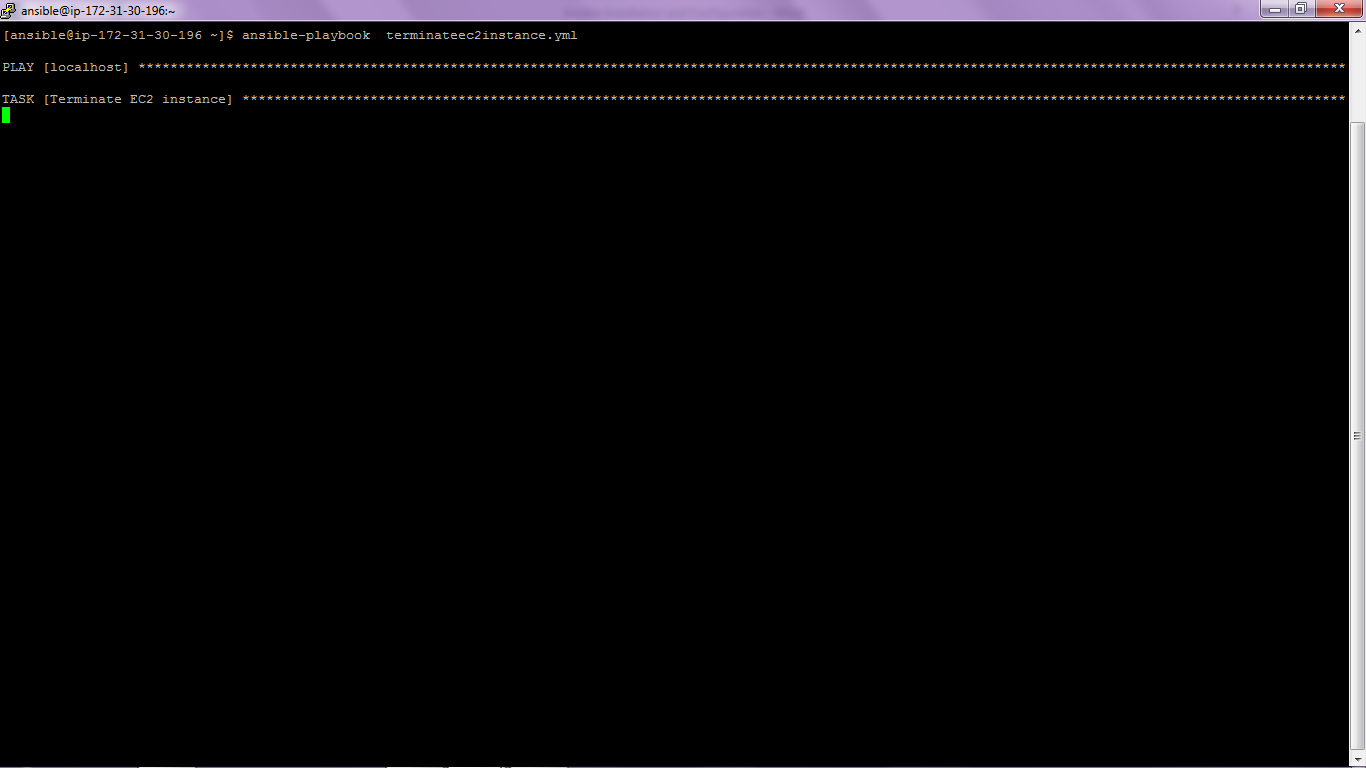 ansible@ip-172-31-30-196:~
[ansible@ip-172-31-30-196 ~]$ ansible-playbook  terminateec2instance.yml
PLAY [localhost] *******************************************************************************************************************************************************
TASK [Terminate EC2 instance] ******************************************************************************************************************************************